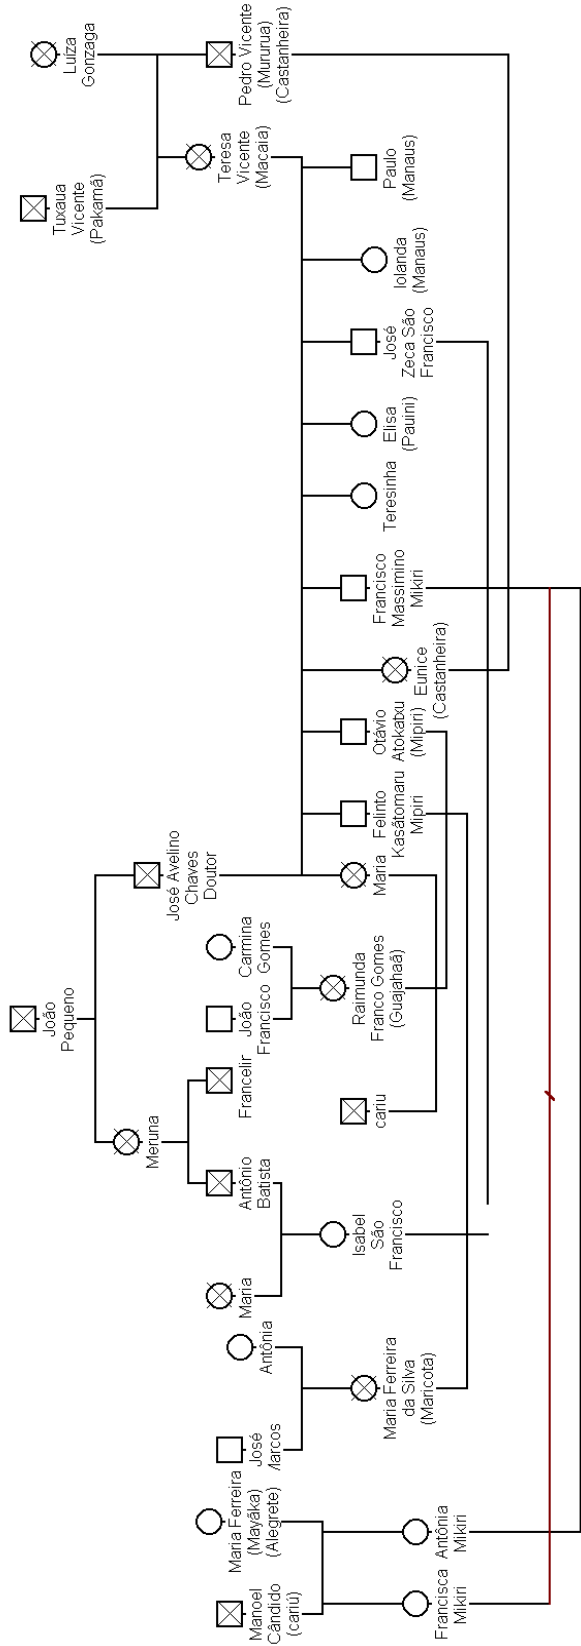 João
Pequeno
Tuxaua
Vicente
(Pakamã)
Luíza
Gonzaga
Meruna
José Avelino
Chaves
Doutor
Teresa
Vicente
(Macaia)
Pedro Vicente
(Mururua)
(Castanheira)
Manoel
Cândido
(cariú)
Maria Ferreira
(Mayãka)
(Alegrete)
José
Marcos
Antônia
Maria
Antônio
Batista
Francelir
João
Francisco
Carmina
Gomes
Francisca
Mikiri
Antônia
Mikiri
Maria Ferreira
da Silva
(Maricota)
Isabel
São
Francisco
cariu
Raimunda
Franco Gomes
(Guajahaã)
Maria
Felinto
Kasãtomaru
Mipiri
Otávio
Atokatxu
(Mipiri)
Eunice
(Castanheira)
Francisco
Massimino
Mikiri
Teresinha
Elisa
(Pauini)
José
Zeca São
Francisco
Iolanda
(Manaus)
Paulo
(Manaus)